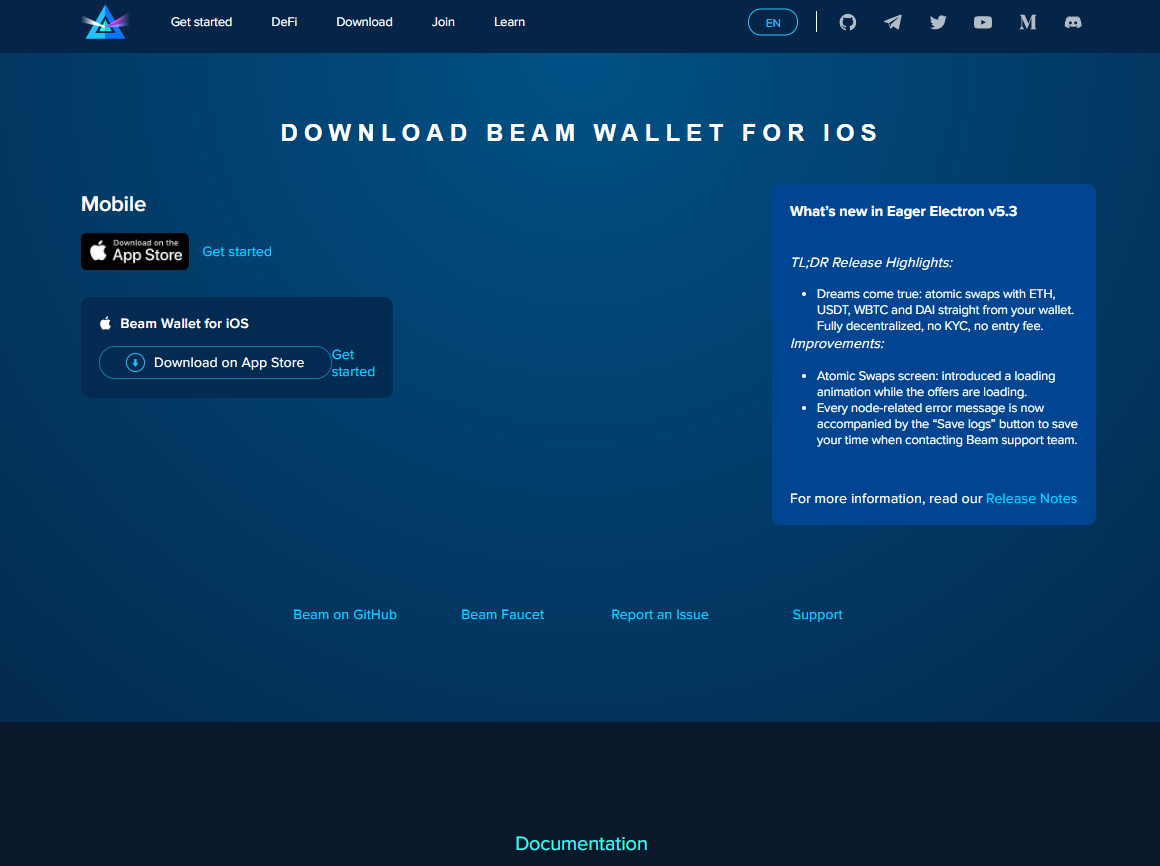 Get started
DeFi
Download
Join
Learn
EN
DOWNLOAD BEAM WALLET FOR IOS
Mobile
Download on the
App Store
Get started
Beam Wallet for iOS
Download on App Store
Get
started
What’s new in Eager Electron v5.3
TL;DR Release Highlights:
• Dreams come true: atomic swaps with ETH,
USDT, WBTC and DAI straight from your wallet.
Fully decentralized, no KYC, no entry fee.
Improvements:
• Atomic Swaps screen: introduced a loading
animation while the offers are loading.
• Every node-related error message is now
accompanied by the “Save logs” button to save
your time when contacting Beam support team.
For more information, read our Release Notes
Beam on GitHub
Beam Faucet
Report an Issue
Support
Documentation